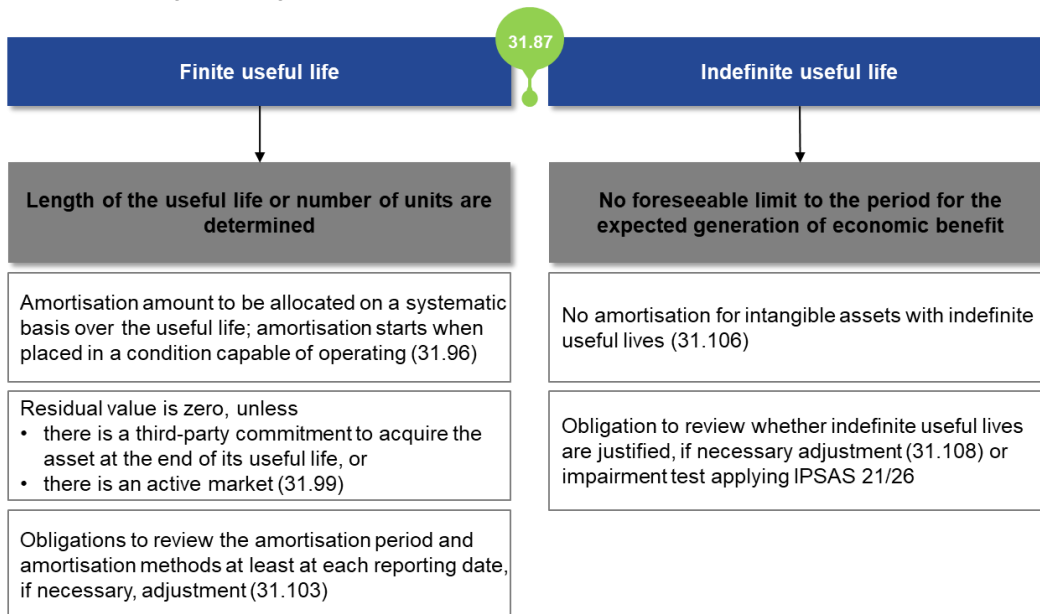 31.87
Finite useful life
Length of the useful life or number of units are
determined
Amortisation amount to be allocated on a systematic
basis over the useful life; amortisation starts when
placed in a condition capable of operating (31.96)
Residual value is zero, unless
• there is a third-party commitment to acquire the
asset at the end of its useful life, or
• there is an active market (31.99)
Obligations to review the amortisation period and
amortisation methods at least at each reporting date,
if necessary, adjustment (31.103)
Indefinite useful life
No foreseeable limit to the period for the
expected generation of economic benefit
No amortisation for intangible assets with indefinite
useful lives (31.106)
Obligation to review whether indefinite useful lives
are justified, if necessary adjustment (31.108) or
impairment test applying IPSAS 21/26